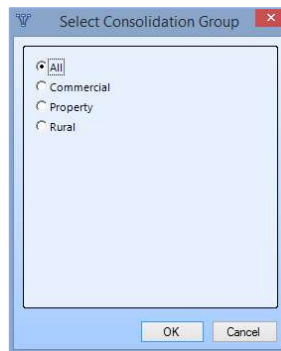 Select Consolidation Group
All
Commercial
Property
Rural
OK Cancel